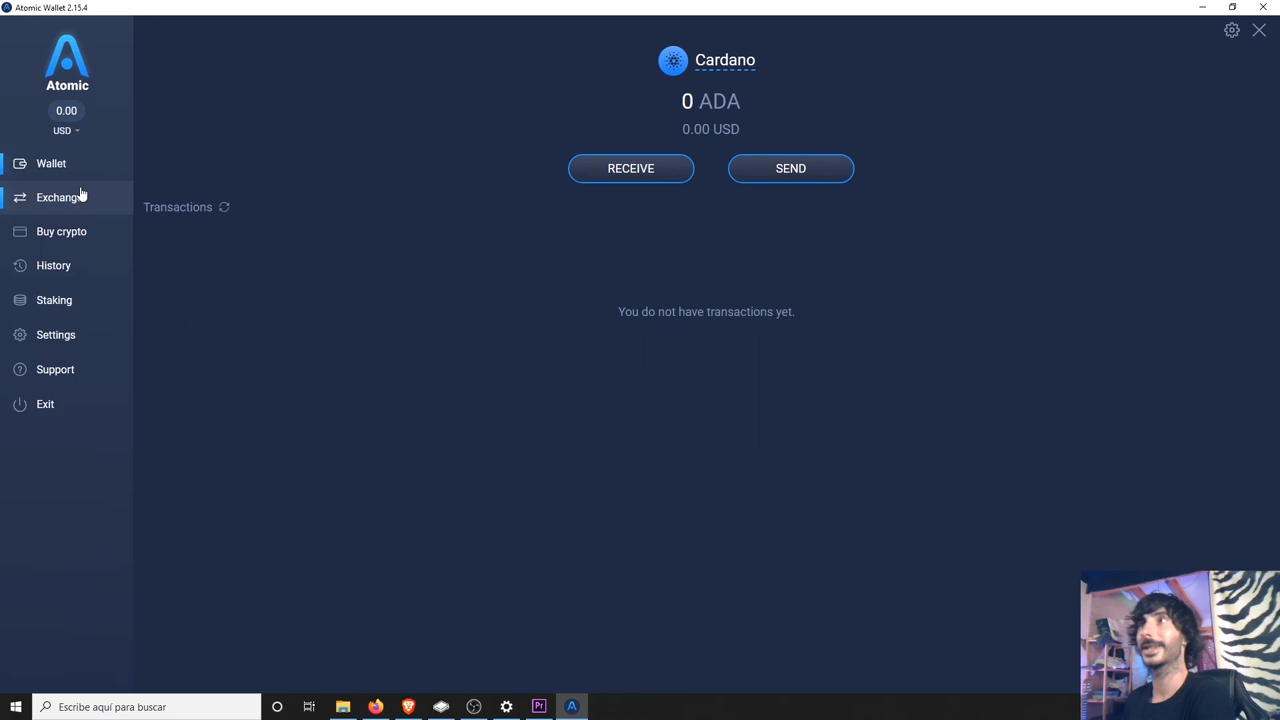 Atomic Wallet 2.15.4
Atomic
0.00
USD
Wallet
Exchange
Buy crypto
History
Staking
Settings
Support
Exit
Cardano
0 ADA
0.00 USD
RECEIVE
SEND
Transactions
You do not have transactions yet.
Escribe aquí para buscar
Pr